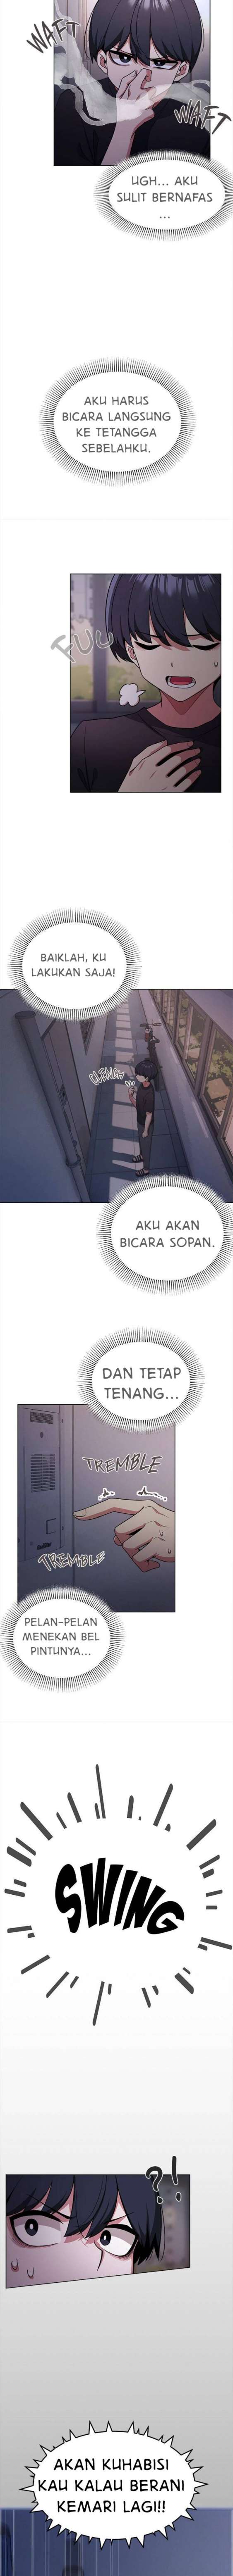 WAFT
WAFT
UGH... AKU
SULIT BERNAFAS
...
AKU HARUS
BICARA LANGSUNG
KE TETANGGA
SEBELAHKU.
FUU
BAIKLAH, KU
LAKUKAN SAJA!
CLENCH
AKU AKAN
BICARA SOPAN.
DAN TETAP
TENANG...
TREMBLE
TREMBLE
PELAN-PELAN
MENEKAN BEL
PINTUNYA...
SWING
?!
AKAN KUHABISI
KAU KALAU BERANI
KEMARI LAGI!!